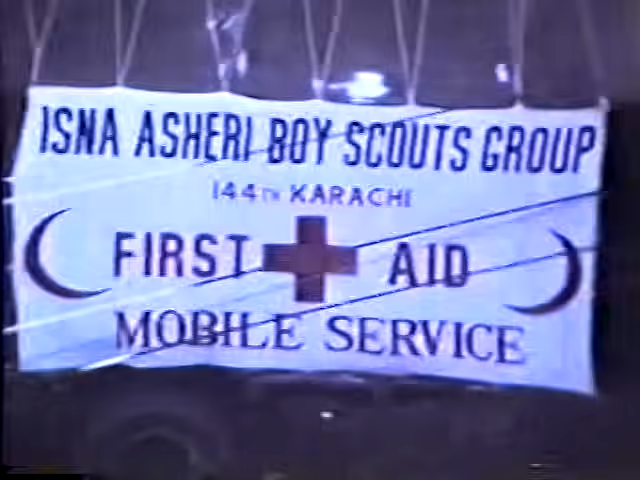 ISNA ASHERI BOY SCOUTS GROUP
144TH KARACHI
FIRST AID
MOBILE SERVICE